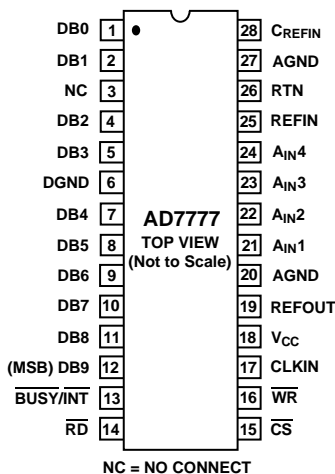 DB0 1 28 CREFIN
DB1 2 27 AGND
NC 3 26 RTN
DB2 4 25 REFIN
DB3 5 24 AIN4
DGND 6 23 AIN3
DB4 7 AD7777 22 AIN2
DB5 8 TOP VIEW 21 AIN1
DB6 9 (Not to Scale) 20 AGND
DB7 10 19 REFOUT
DB8 11 18 VCC
(MSB) DB9 12 17 CLKIN
BUSY/INT 13 16 WR
RD 14 15 CS
NC = NO CONNECT